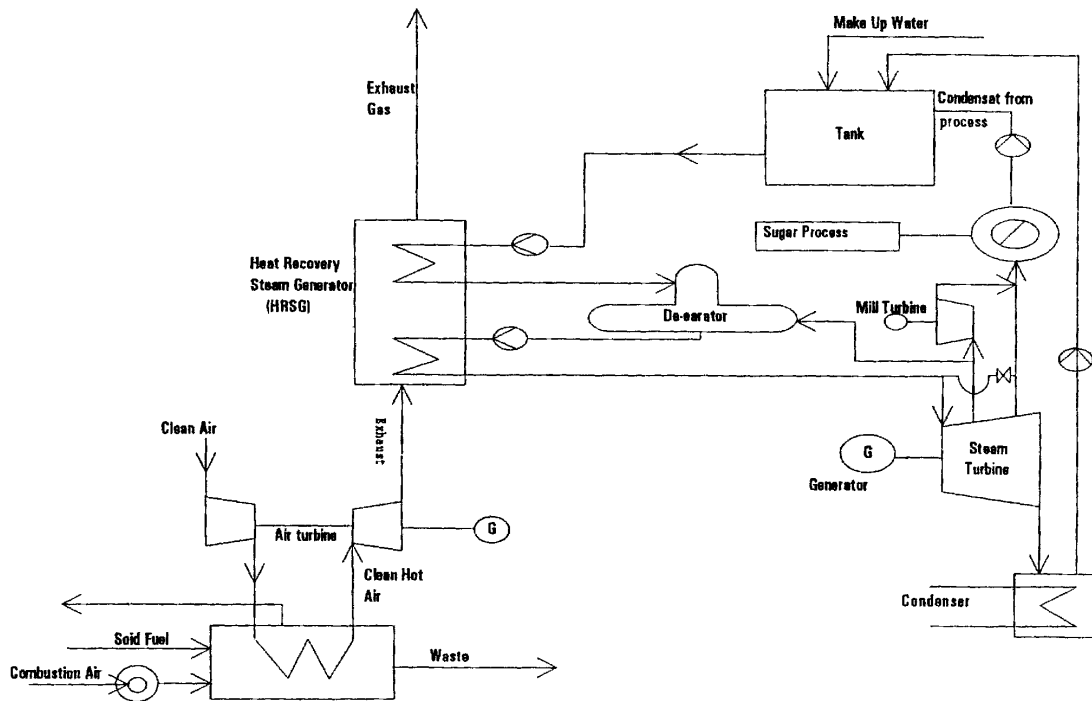 Make Up Water
Exhaust
Gas
Condensat from
process
Tank
Sugar Process
Heat Recovery
Steam Generator
(HRSG)
De-earator
Mill Turbine
Exhaust
Clean Air
Steam
Turbine
G
Generator
Air turbine
G
Clean Hot
Air
Condenser
Soid Fuel
Waste
Combustion Air